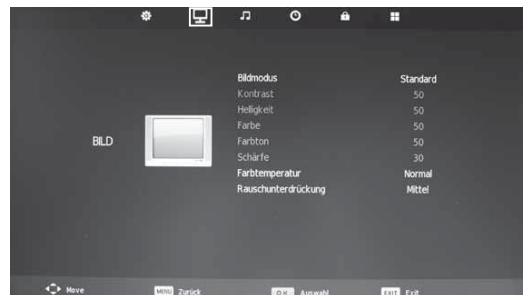 Bildmodus Standard
Kontrast 50
Helligkeit 50
Farbe 50
BILD
Farbton 50
Schärfe 30
Farbtemperatur Normal
Rauschunterdrückung Mittel
Move MENU Zurück OK Auswahl EXIT Exit